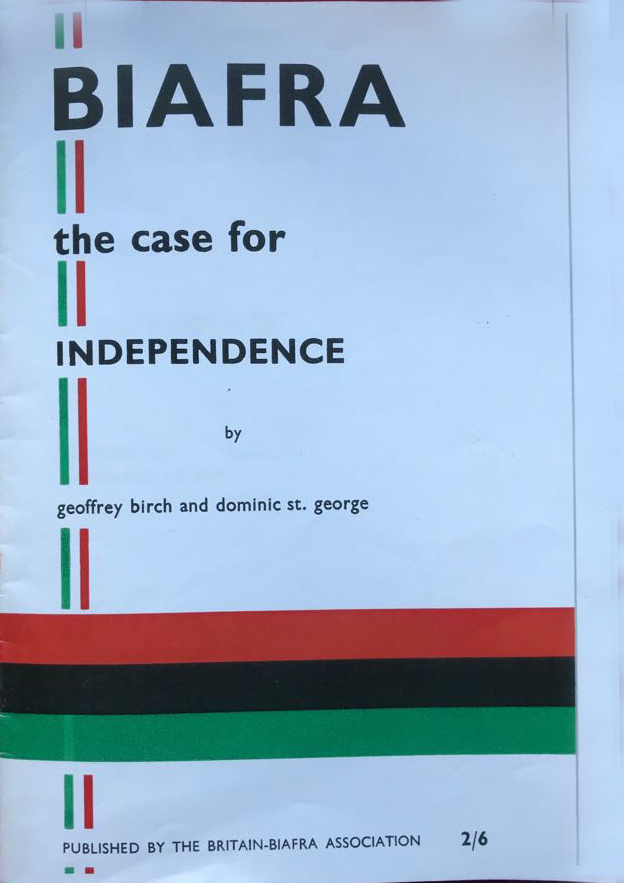 BIAFRA
the case for
INDEPENDENCE
by
geoffrey birch and dominic st. george
PUBLISHED BY THE BRITAIN-BIAFRA ASSOCIATION 2/6